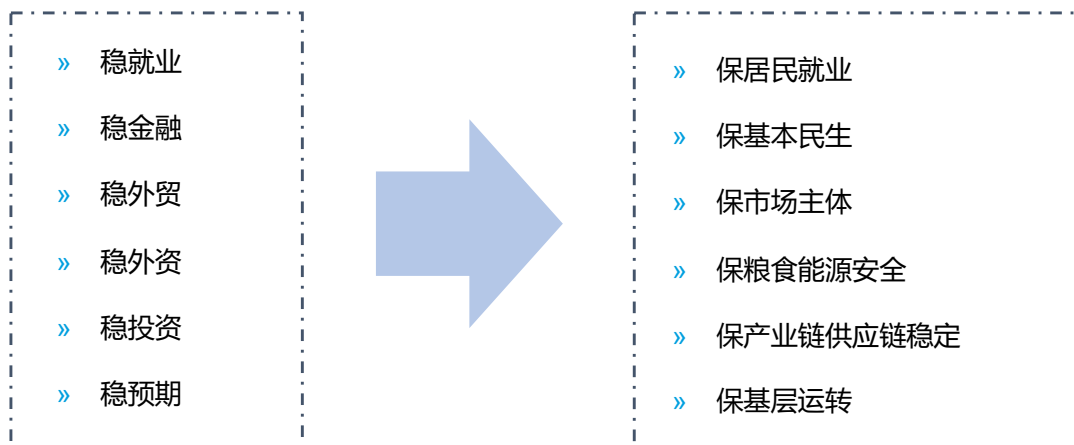 » 稳就业
» 稳金融
» 稳外贸
» 稳外资
» 稳投资
» 稳预期
» 保居民就业
» 保基本民生
» 保市场主体
» 保粮食能源安全
» 保产业链供应链稳定
» 保基层运转